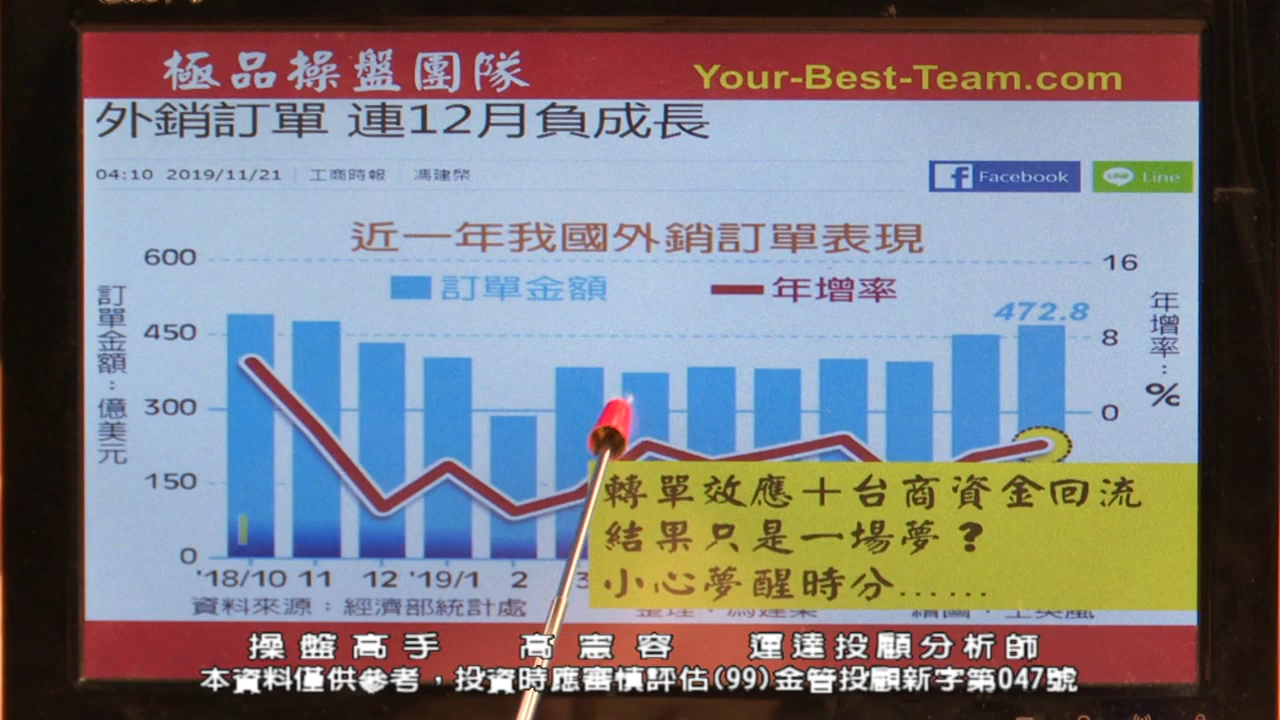 極品操盤團隊
Your-Best-Team.com
外銷訂單 連12月負成長
04:10 2019/11/21 工商時報 馮建棨
Facebook
LINE Line
近一年我國外銷訂單表現
訂單金額 年增率
訂單金額：億美元
600
450
300
150
0
16
8
0
年增率：%
472.8
'18/10 11 12 '19/1 2 3
資料來源：經濟部統計處
轉單效應＋台商資金回流
結果只是一場夢？
小心夢醒時分……
操盤高手 高憲容 運達投顧分析師
本資料僅供參考，投資時應審慎評估(99)金管投顧新字第047號